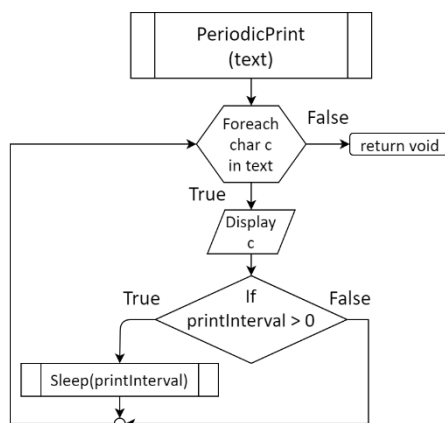 PeriodicPrint
(text)
Foreach
char c
in text
False
return void
True
Display
c
If
printInterval > 0
True
False
Sleep(printInterval)